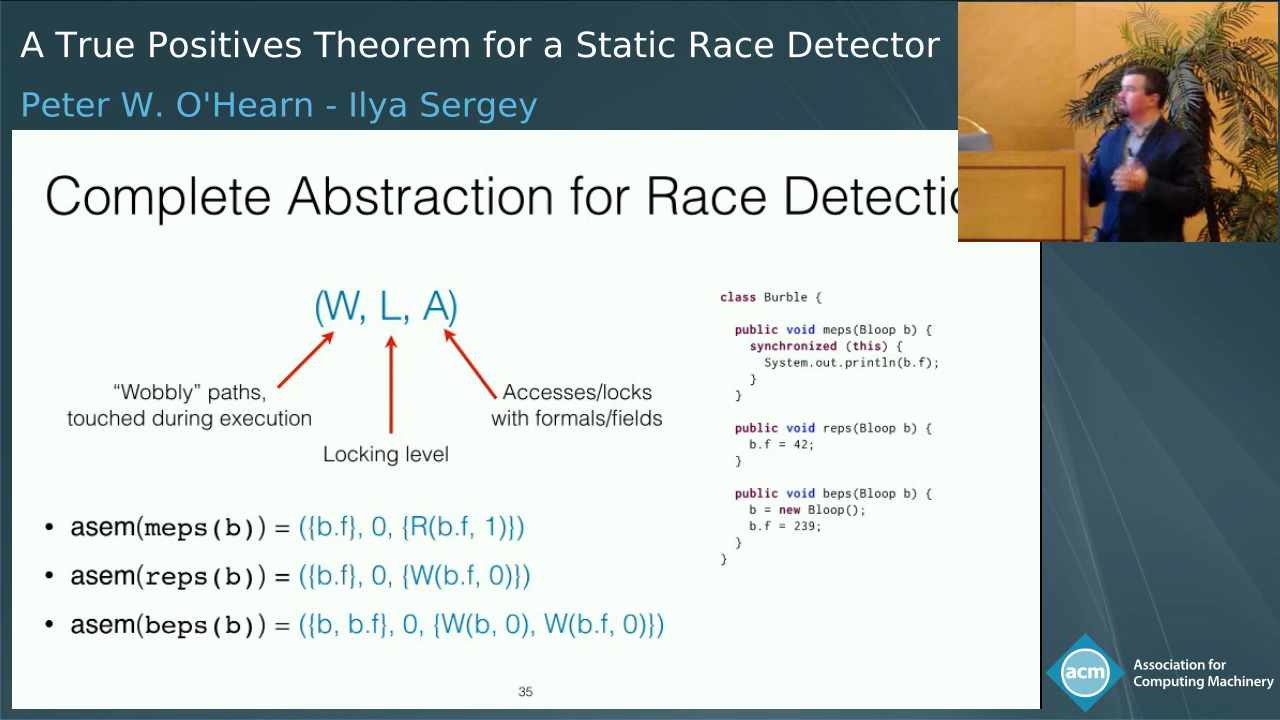 A True Positives Theorem for a Static Race Detector
Peter W. O'Hearn - Ilya Sergey
Complete Abstraction for Race Detectio
(W, L, A)
“Wobbly” paths,
touched during execution
Locking level
Accesses/locks
with formals/fields
• asem(meps(b)) = ({b.f}, 0, {R(b.f, 1)})
• asem(reps(b)) = ({b.f}, 0, {W(b.f, 0)})
• asem(beps(b)) = ({b, b.f}, 0, {W(b, 0), W(b.f, 0)})
class Burble {
public void meps(Bloop b) {
synchronized (this) {
System.out.println(b.f);
}
}
public void reps(Bloop b) {
b.f = 42;
}
public void beps(Bloop b) {
b = new Bloop();
b.f = 239;
}
}
35
acm
Association for
Computing Machinery